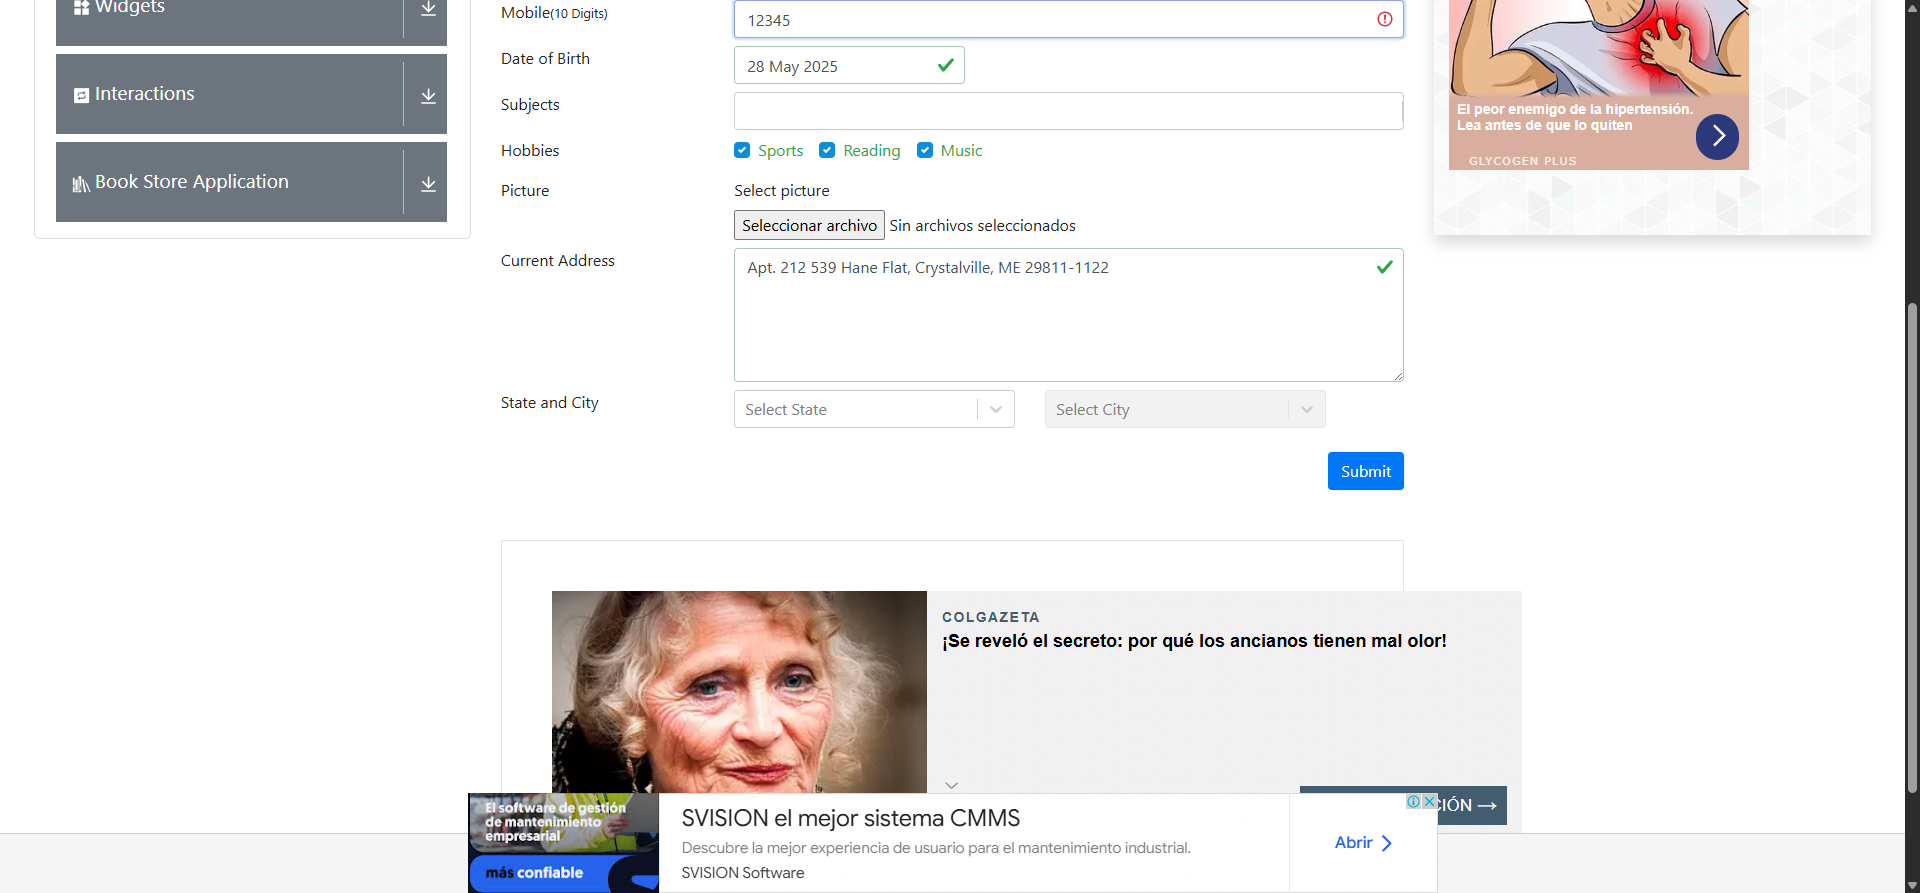 Widgets
Interactions
Book Store Application
Mobile(10 Digits)
12345
Date of Birth
28 May 2025
Subjects
Hobbies
Sports
Reading
Music
Picture
Select picture
Seleccionar archivo Sin archivos seleccionados
Current Address
Apt. 212 539 Hane Flat, Crystalville, ME 29811-1122
State and City
Select State
Select City
Submit
El peor enemigo de la hipertensión.
Lea antes de que lo quiten
GLYCOGEN PLUS
COLGAZETA
¡Se reveló el secreto: por qué los ancianos tienen mal olor!
CIÓN →
El software de gestión
de mantenimiento
empresarial
más confiable
SVISION el mejor sistema CMMS
Descubre la mejor experiencia de usuario para el mantenimiento industrial.
SVISION Software
Abrir